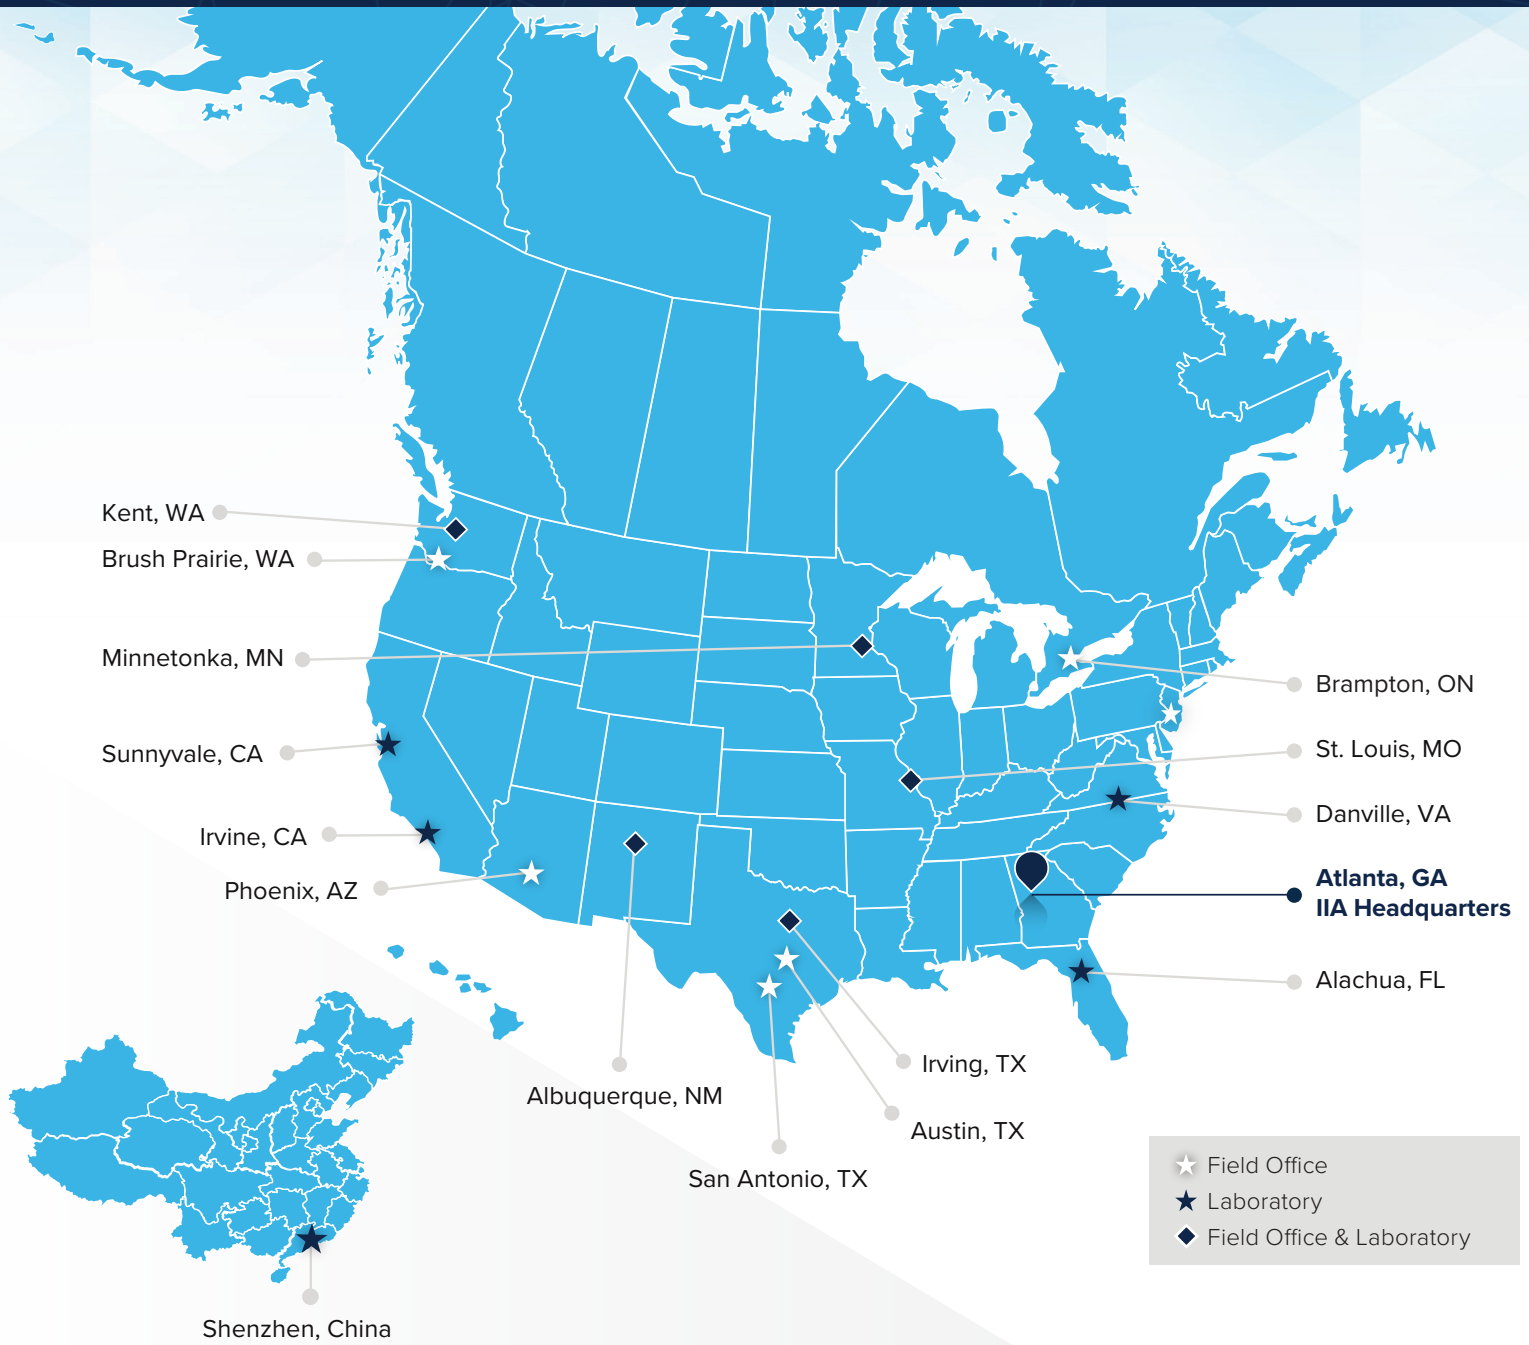 Kent, WA
Brush Prairie, WA
Minnetonka, MN
Sunnyvale, CA
Irvine, CA
Phoenix, AZ
Brampton, ON
St. Louis, MO
Danville, VA
Atlanta, GA
IIA Headquarters
Alachua, FL
Irving, TX
Albuquerque, NM
Austin, TX
San Antonio, TX
Shenzhen, China
Field Office
Laboratory
Field Office & Laboratory